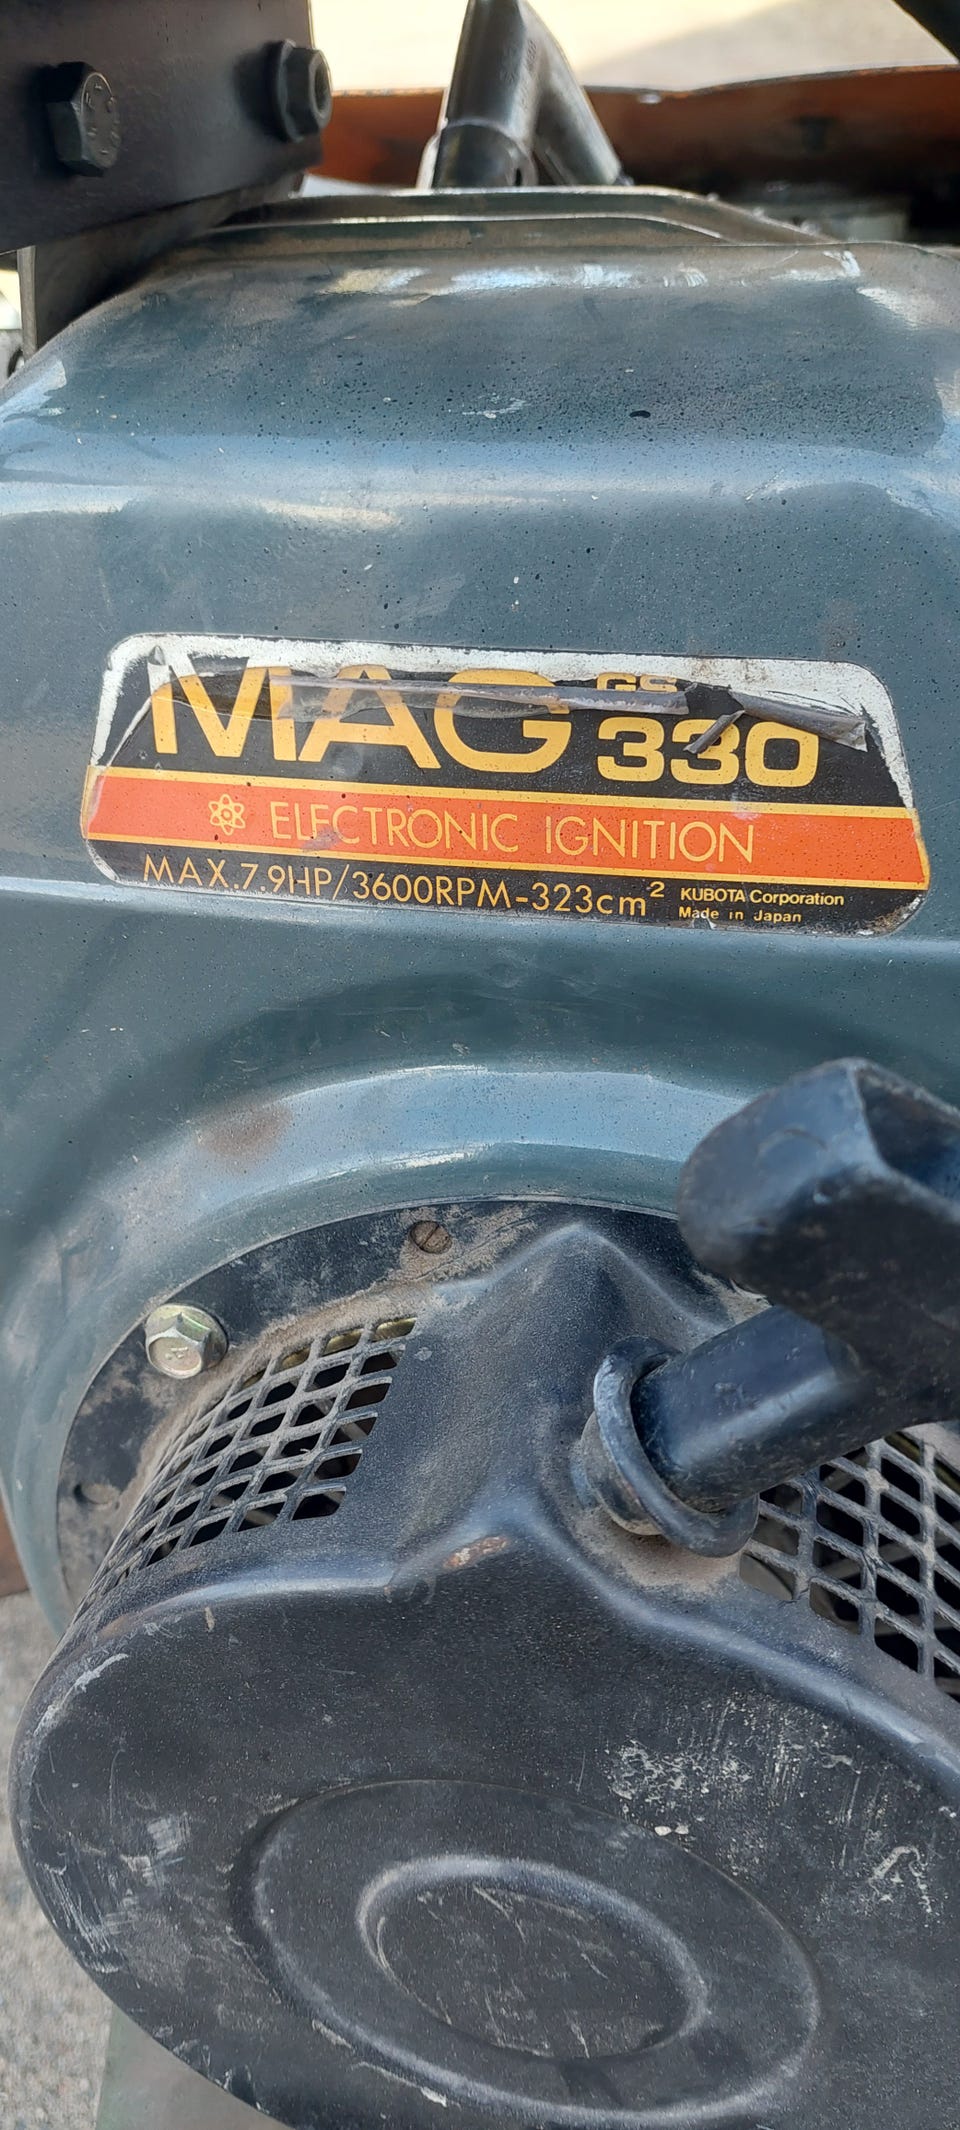 MAG GS 330
ELECTRONIC IGNITION
MAX.7.9HP/3600RPM-323cm² KUBOTA Corporation
Made in Japan